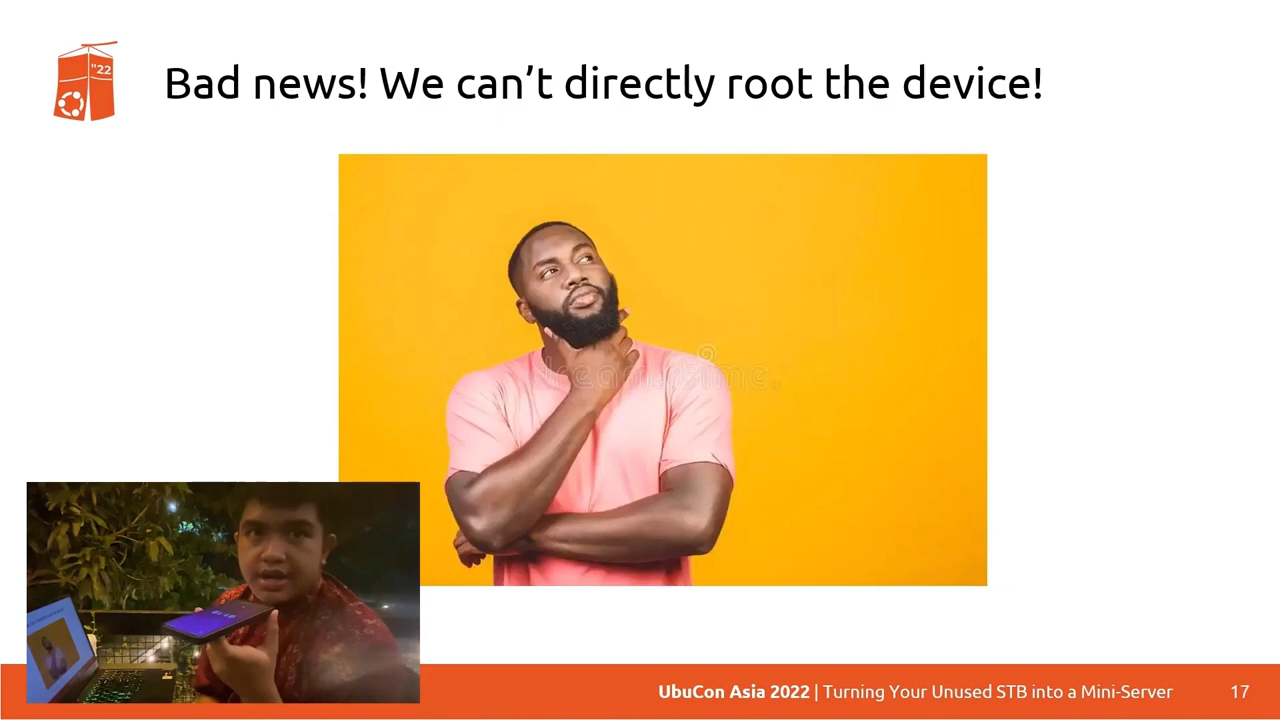 "22
Bad news! We can’t directly root the device!
dreamstime
UbuCon Asia 2022 | Turning Your Unused STB into a Mini-Server
17